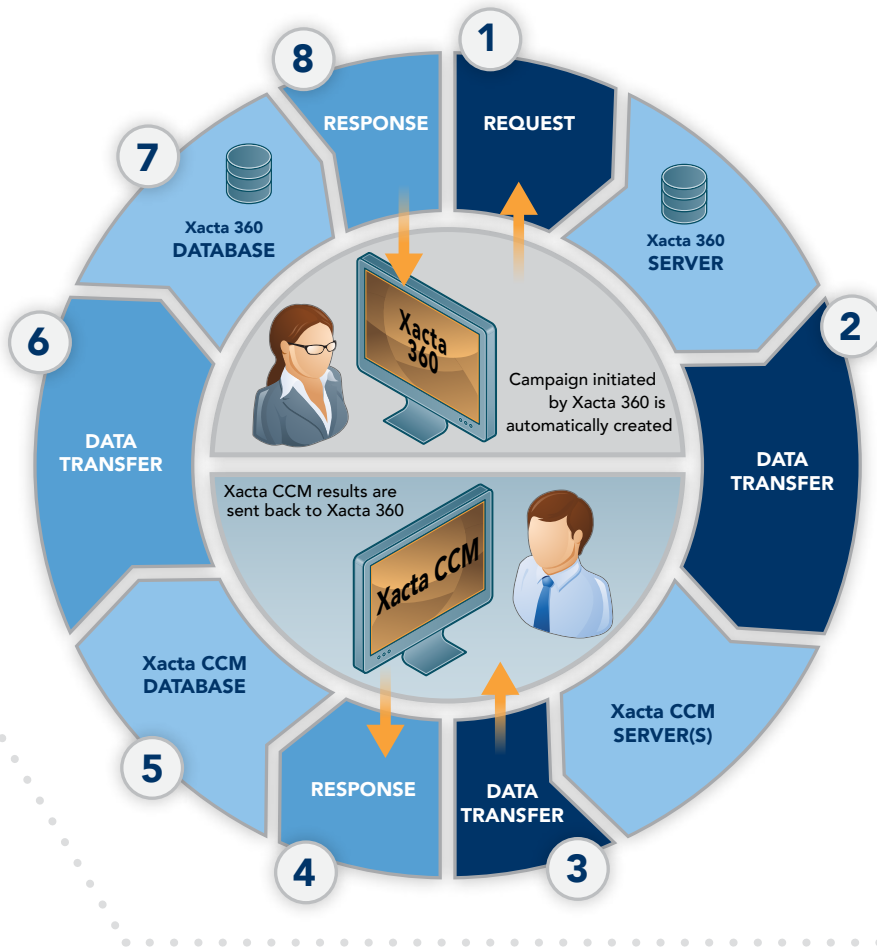 1
REQUEST
Xacta 360
SERVER
2
DATA
TRANSFER
Xacta CCM
SERVER(S)
3
DATA
TRANSFER
4
RESPONSE
5
Xacta CCM
DATABASE
6
DATA
TRANSFER
7
Xacta 360
DATABASE
8
RESPONSE
Xacta
360
Campaign initiated
by Xacta 360 is
automatically created
Xacta CCM results are
sent back to Xacta 360
Xacta CCM